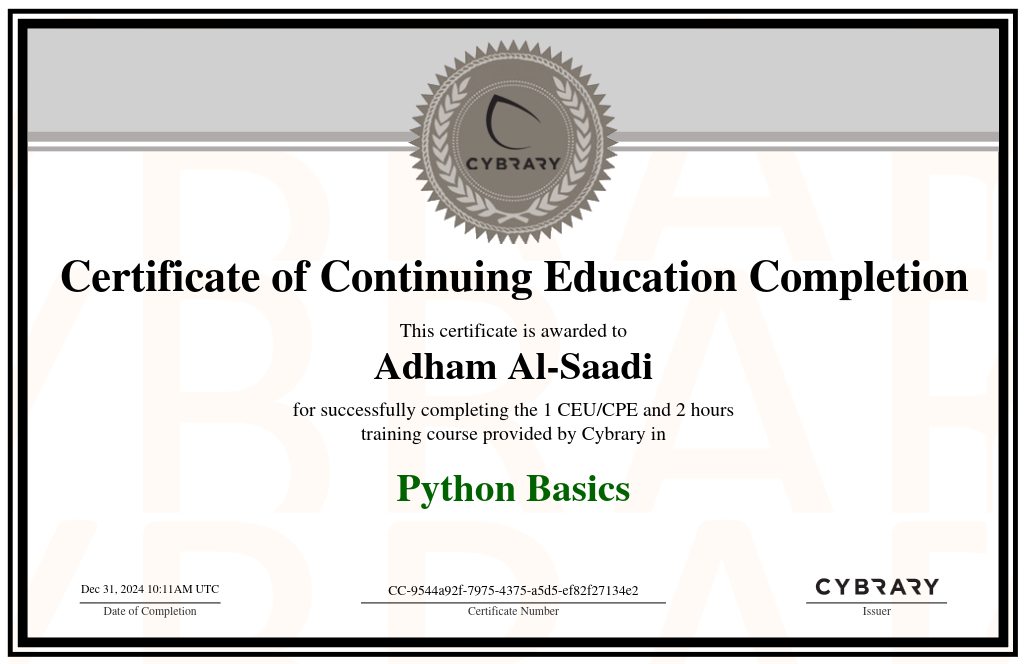 CYBRARY
Certificate of Continuing Education Completion
This certificate is awarded to
Adham Al-Saadi
for successfully completing the 1 CEU/CPE and 2 hours
training course provided by Cybrary in
Python Basics
Dec 31, 2024 10:11AM UTC
Date of Completion
CC-9544a92f-7975-4375-a5d5-ef82f27134e2
Certificate Number
CYBRARY
Issuer